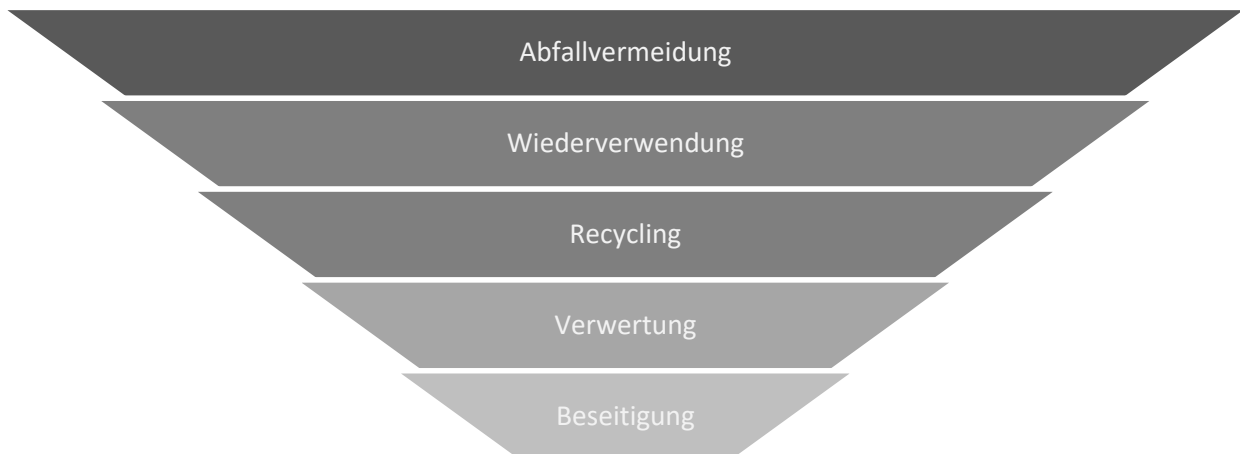 Abfallvermeidung
Wiederverwendung
Recycling
Verwertung
Beseitigung